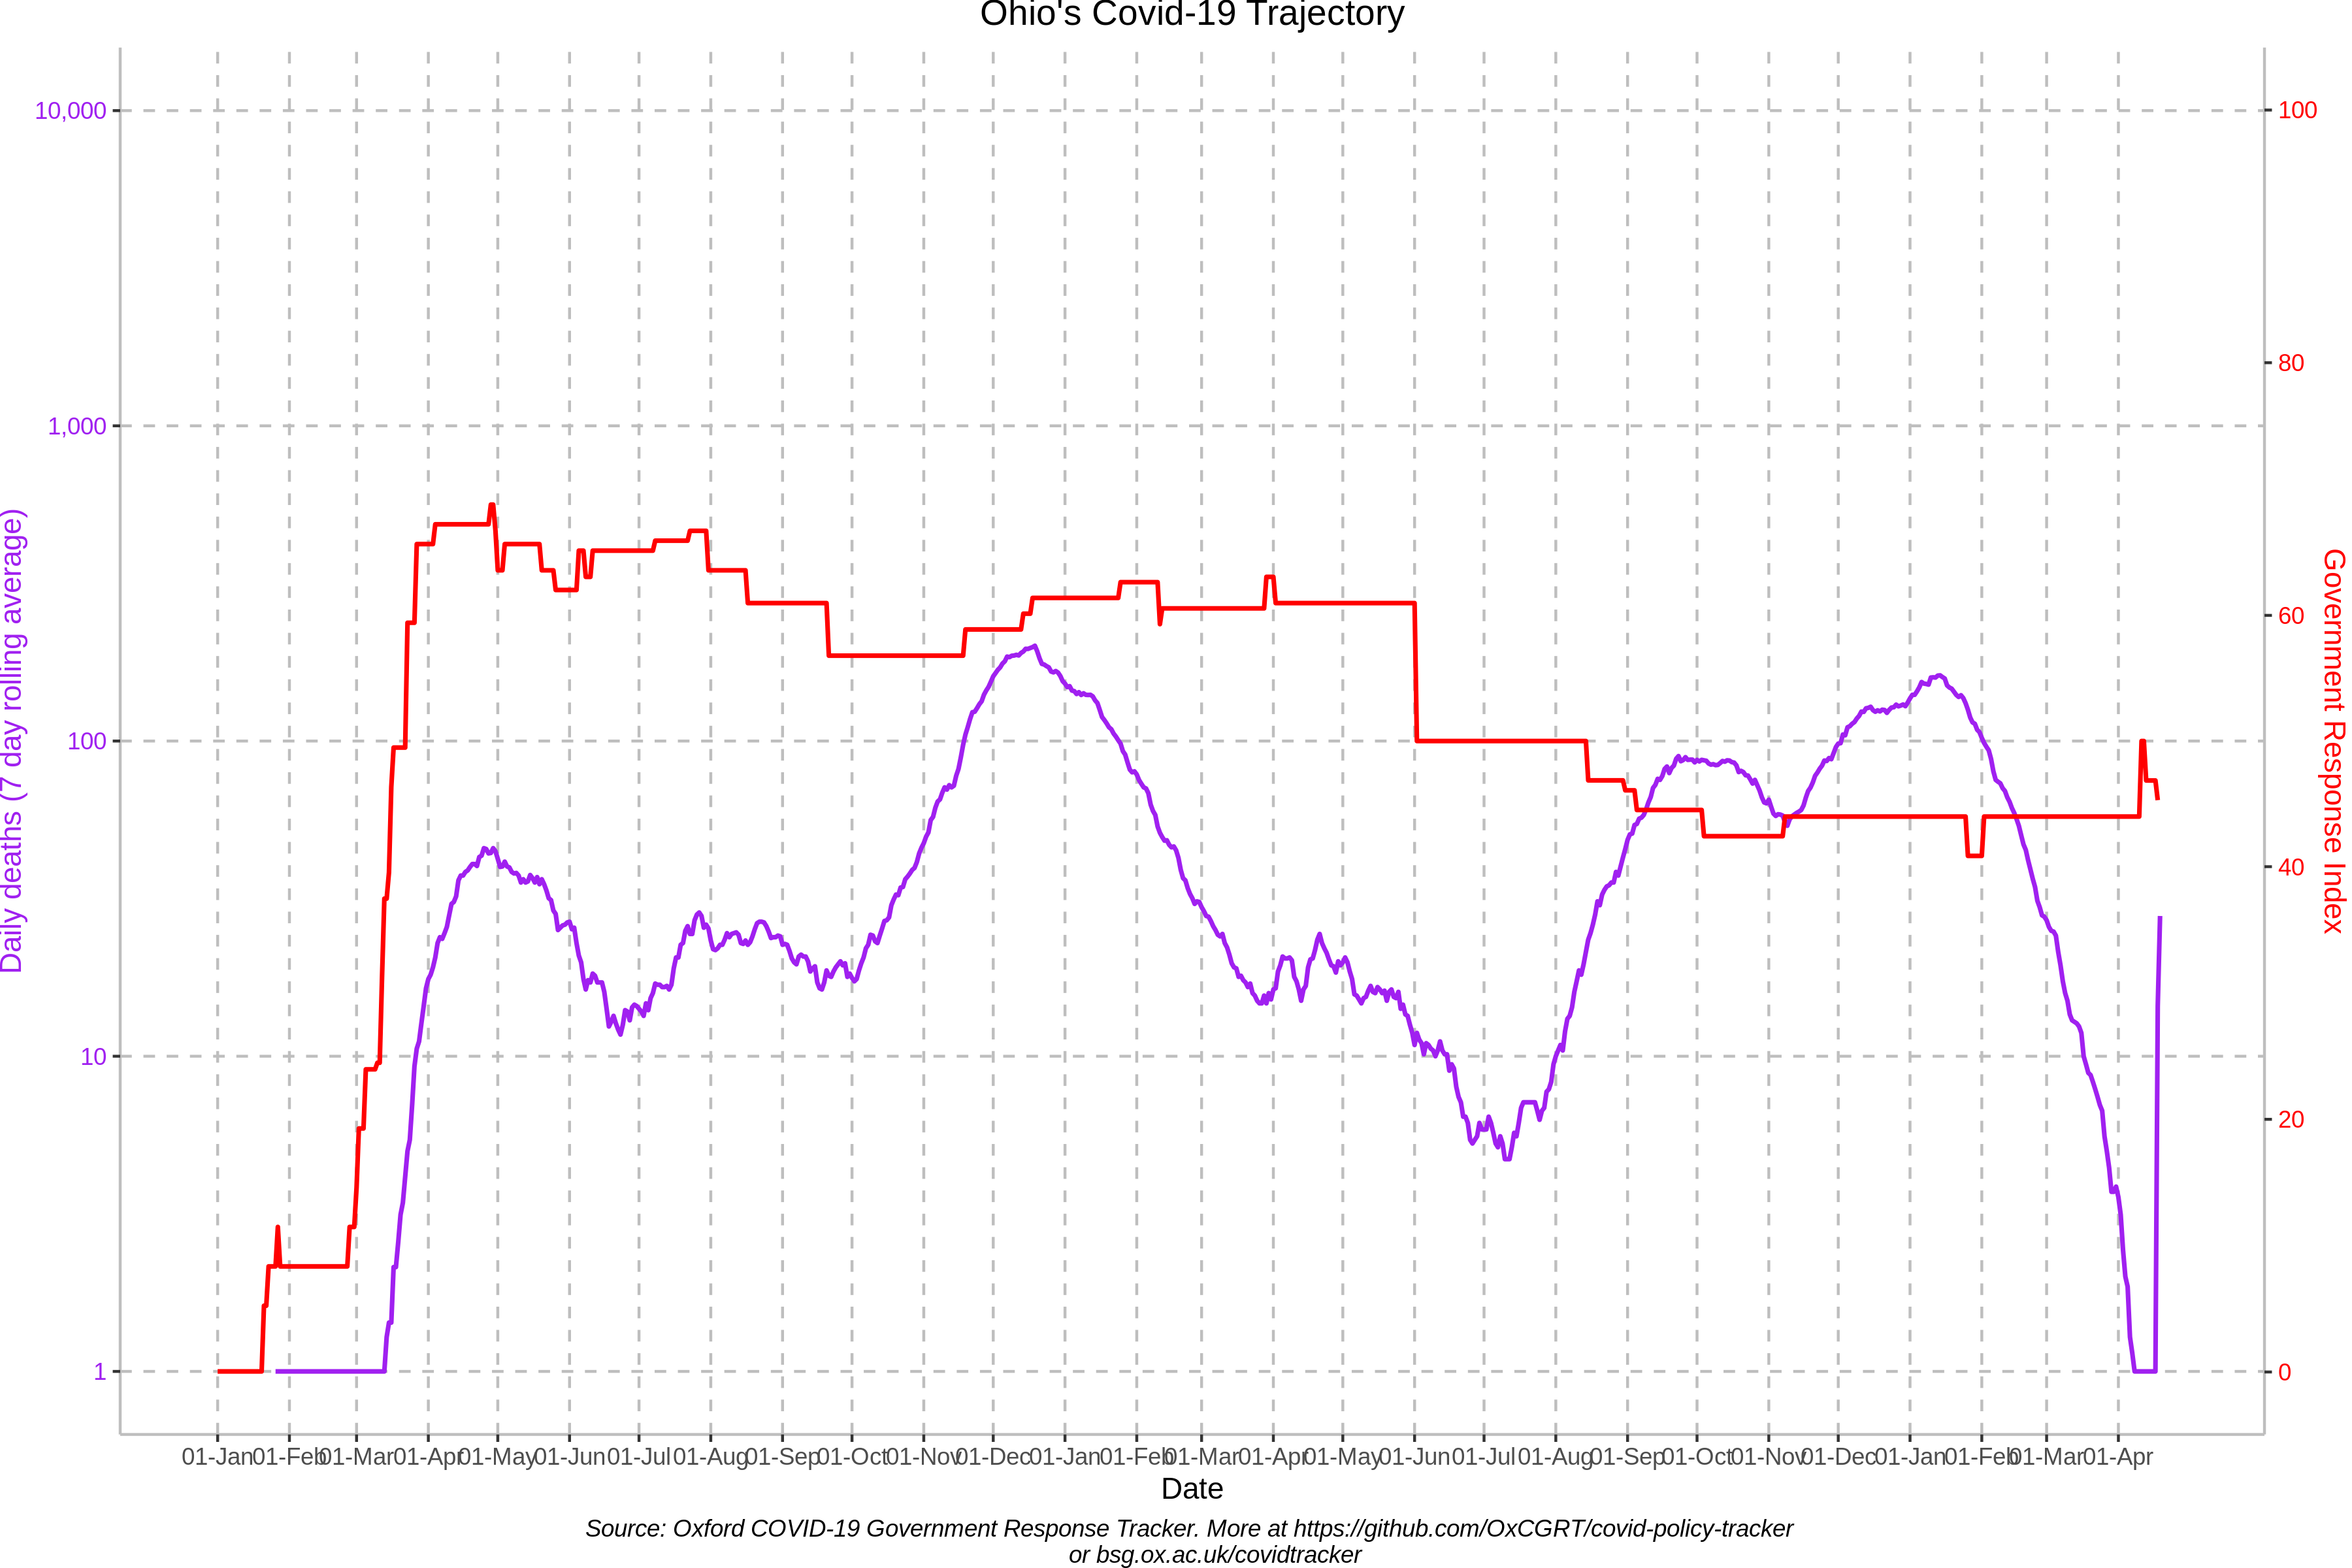 Ohio's Covid-19 Trajectory
10,000
1,000
100
10
1
Daily deaths (7 day rolling average)
100
80
60
40
20
0
Government Response Index
01-Jan 01-Feb 01-Mar 01-Apr 01-May 01-Jun 01-Jul 01-Aug 01-Sep 01-Oct 01-Nov 01-Dec 01-Jan 01-Feb 01-Mar 01-Apr 01-May 01-Jun 01-Jul 01-Aug 01-Sep 01-Oct 01-Nov 01-Dec 01-Jan 01-Feb 01-Mar 01-Apr
Date
Source: Oxford COVID-19 Government Response Tracker. More at https://github.com/OxCGRT/covid-policy-tracker
or bsg.ox.ac.uk/covidtracker